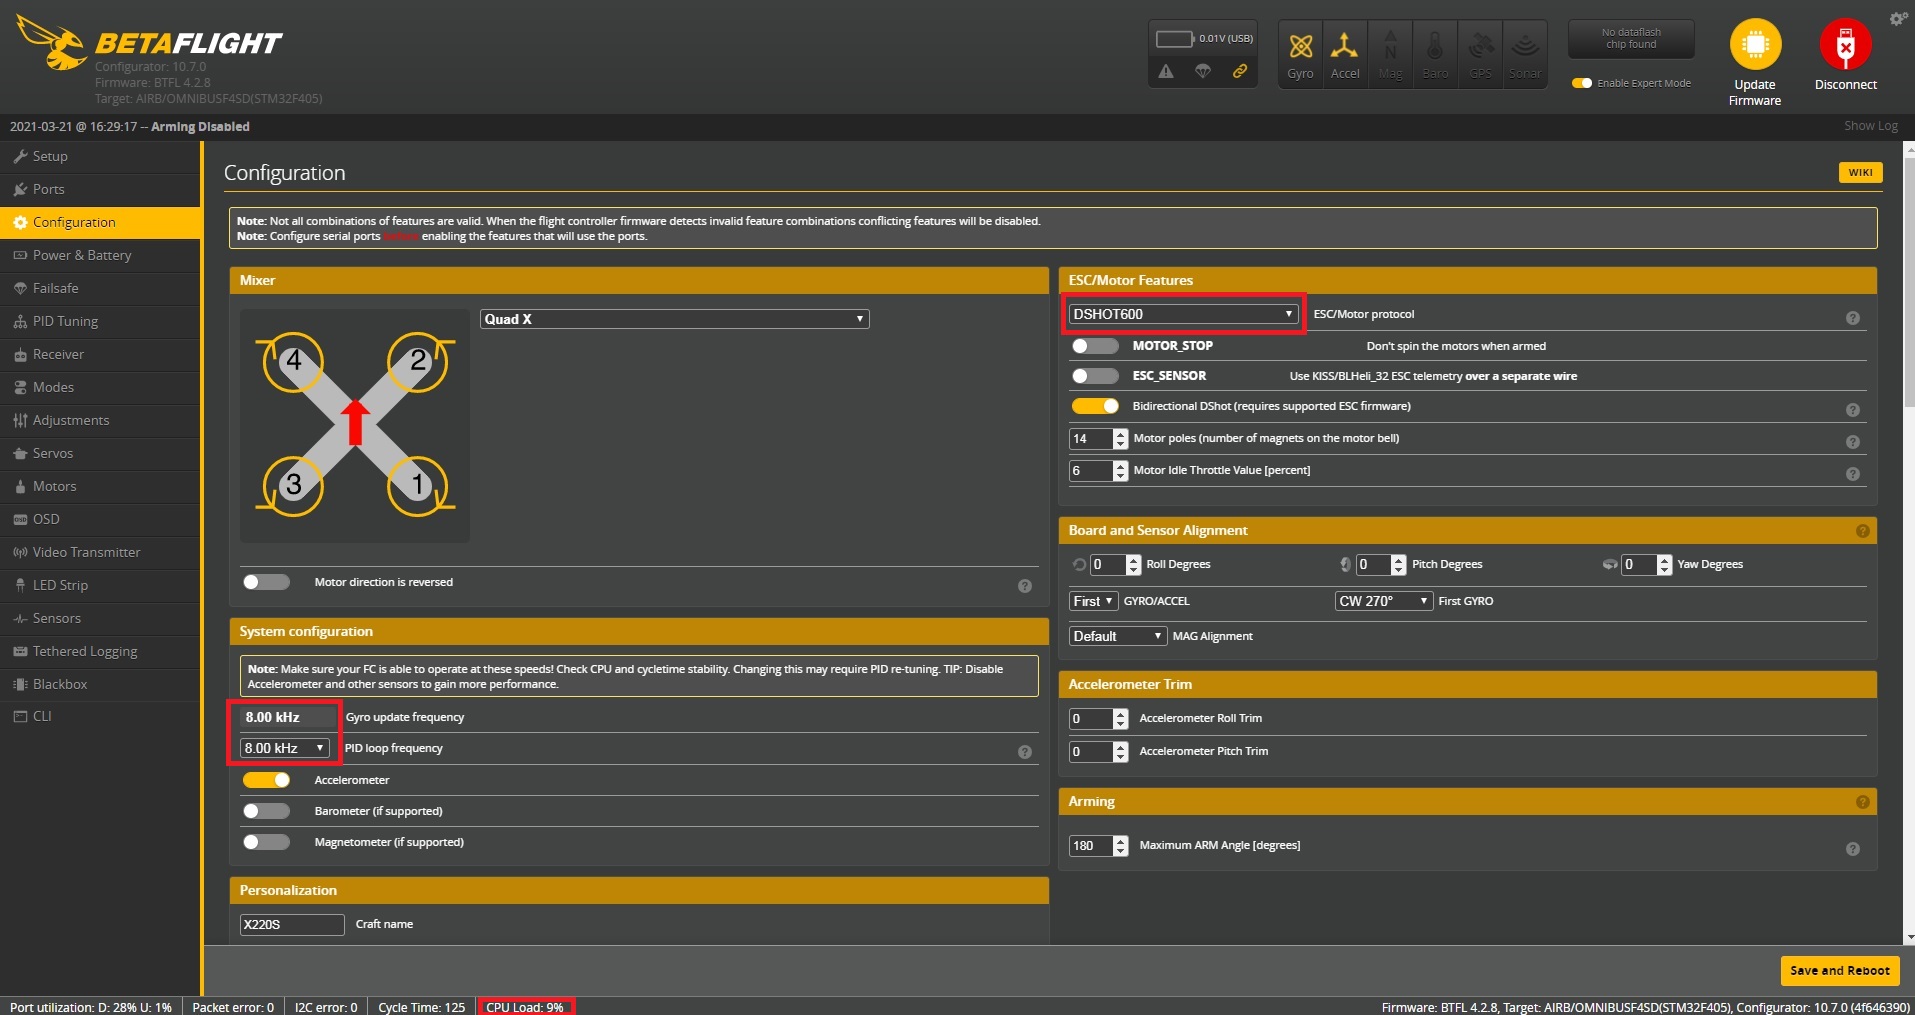 BETAFLIGHT
Configurator: 10.7.0
Firmware: BTFL 4.2.8
Target: AIRB/OMNIBUSF4SD(STM32F405)
0.01V (USB)
Gyro
Accel
Mag
Baro
GPS
Sonar
No dataflash
chip found
Enable Expert Mode
Update
Firmware
Disconnect
2021-03-21 @ 16:29:17 -- Arming Disabled
Show Log
Setup
Ports
Configuration
Power & Battery
Failsafe
PID Tuning
Receiver
Modes
Adjustments
Servos
Motors
OSD
Video Transmitter
LED Strip
Sensors
Tethered Logging
Blackbox
CLI
Configuration
WIKI
Note: Not all combinations of features are valid. When the flight controller firmware detects invalid feature combinations conflicting features will be disabled.
Note: Configure serial ports before enabling the features that will use the ports.
Mixer
4
2
3
1
Quad X
Motor direction is reversed
System configuration
Note: Make sure your FC is able to operate at these speeds! Check CPU and cycletime stability. Changing this may require PID re-tuning. TIP: Disable
Accelerometer and other sensors to gain more performance.
8.00 kHz Gyro update frequency
8.00 kHz PID loop frequency
Accelerometer
Barometer (if supported)
Magnetometer (if supported)
Personalization
X220S Craft name
ESC/Motor Features
DSHOT600 ESC/Motor protocol
MOTOR_STOP Don't spin the motors when armed
ESC_SENSOR Use KISS/BLHeli_32 ESC telemetry over a separate wire
Bidirectional DShot (requires supported ESC firmware)
14 Motor poles (number of magnets on the motor bell)
6 Motor Idle Throttle Value [percent]
Board and Sensor Alignment
0 Roll Degrees 0 Pitch Degrees 0 Yaw Degrees
First GYRO/ACCEL CW 270° First GYRO
Default MAG Alignment
Accelerometer Trim
0 Accelerometer Roll Trim
0 Accelerometer Pitch Trim
Arming
180 Maximum ARM Angle [degrees]
Save and Reboot
Port utilization: D: 28% U: 1% Packet error: 0 I2C error: 0 Cycle Time: 125 CPU Load: 9% Firmware: BTFL 4.2.8, Target: AIRB/OMNIBUSF4SD(STM32F405), Configurator: 10.7.0 (4f646390)